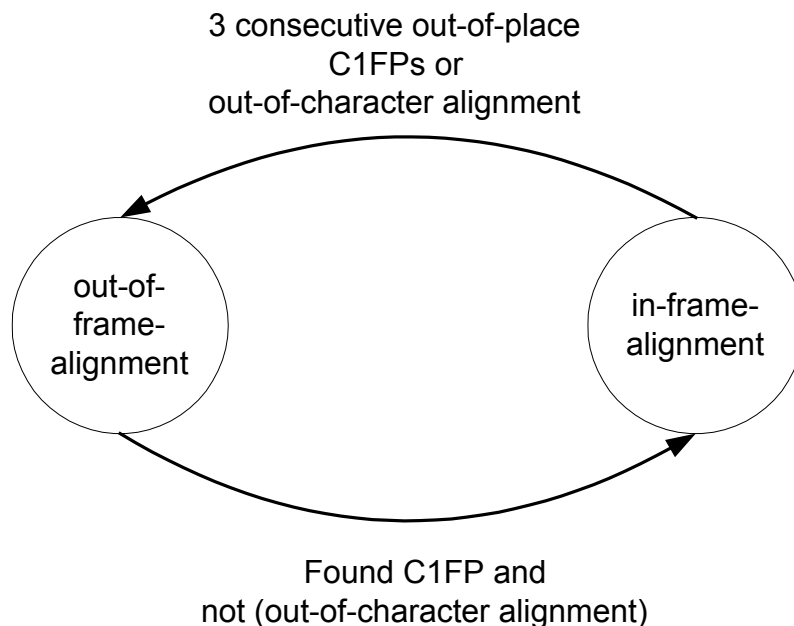 3 consecutive out-of-place
C1FPs or
out-of-character alignment
out-of-
frame-
alignment
in-frame-
alignment
Found C1FP and
not (out-of-character alignment)